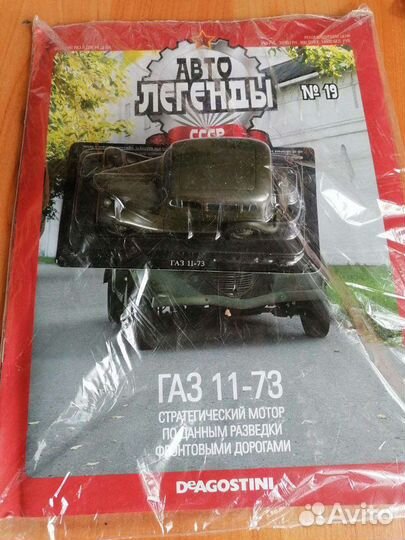 АВТО
ЛЕГЕНДЫ
СССР
№ 19
ГАЗ 11-73
ГАЗ 11-73
СТРАТЕГИЧЕСКИЙ МОТОР
ПО ДАННЫМ РАЗВЕДКИ
ФРОНТОВЫМИ ДОРОГАМИ
DeAGOSTINI
Avito